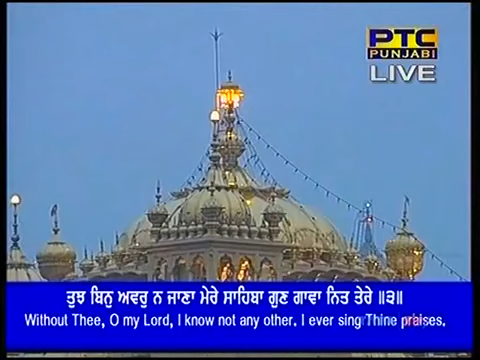 PTC
PUNJABI
LIVE
ਤੁਝ ਬਿਨੁ ਅਵਰੁ ਨ ਜਾਣਾ ਮੇਰੇ ਸਾਹਿਬਾ ਗੁਣ ਗਾਵਾ ਨਿਤ ਤੇਰੇ ॥੩॥
Without Thee, O my Lord, I know not any other. I ever sing Thine praises.